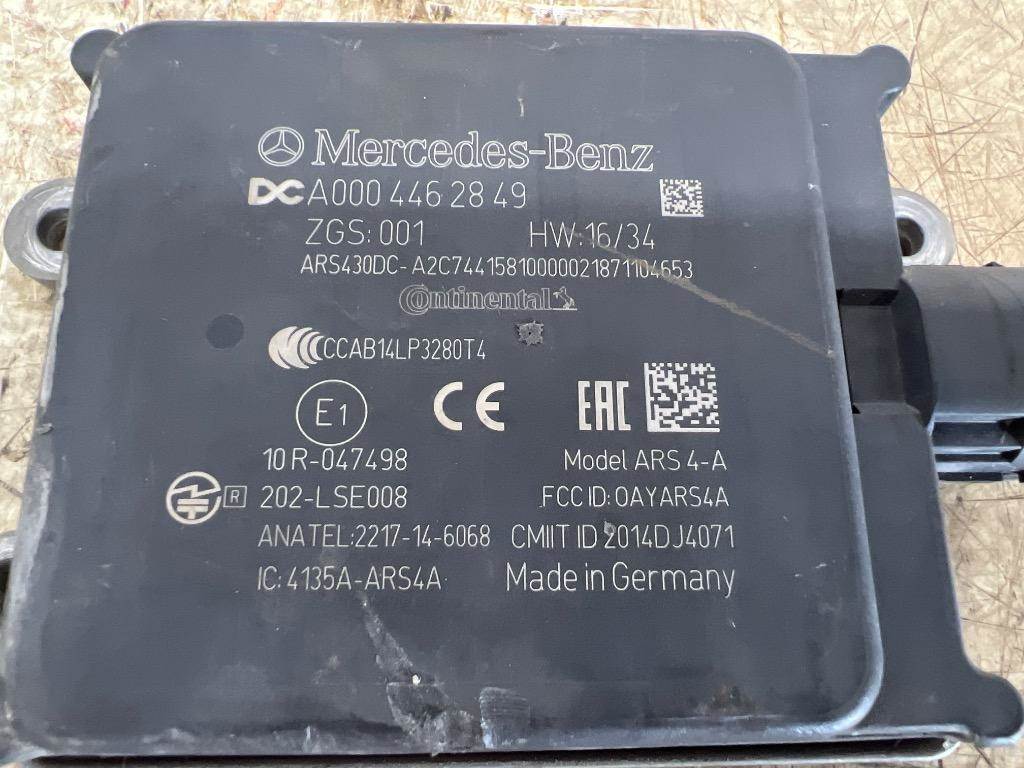 Mercedes-Benz
DC A000 446 28 49
ZGS: 001 HW: 16/34
ARS430DC- A2C74415810000021871104653
Continental
CCAB14LP3280T4
E1 CE EAC
10 R-047498 Model ARS 4-A
R 202-LSE008 FCC ID: OAYARS4A
ANATEL: 2217-14-6068 CMIIT ID 2014DJ4071
IC: 4135A-ARS4A Made in Germany